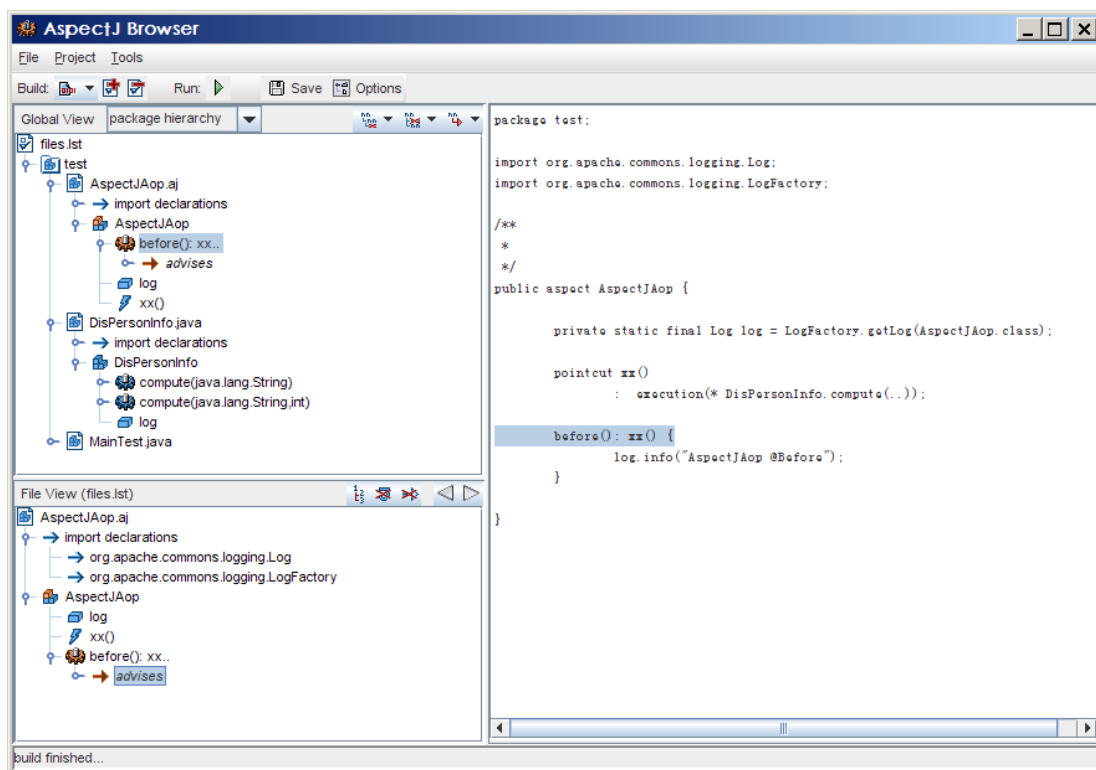 AspectJ Browser
File Project Tools
Build: Run: Save Options
Global View package hierarchy
files.lst
test
AspectJAop.aj
import declarations
AspectJAop
before(): xx..
advises
log
xx()
DisPersonInfo.java
import declarations
DisPersonInfo
compute(java.lang.String)
compute(java.lang.String,int)
log
MainTest.java
File View (files.lst)
AspectJAop.aj
import declarations
org.apache.commons.logging.Log
org.apache.commons.logging.LogFactory
AspectJAop
log
xx()
before(): xx..
advises
package test;
import org.apache.commons.logging.Log;
import org.apache.commons.logging.LogFactory;
/**
*
*/
public aspect AspectJAop {
private static final Log log = LogFactory.getLog(AspectJAop.class);
pointcut xx()
: execution(* DisPersonInfo.compute(..));
before(): xx() {
log.info("AspectJAop @Before");
}
}
build finished...